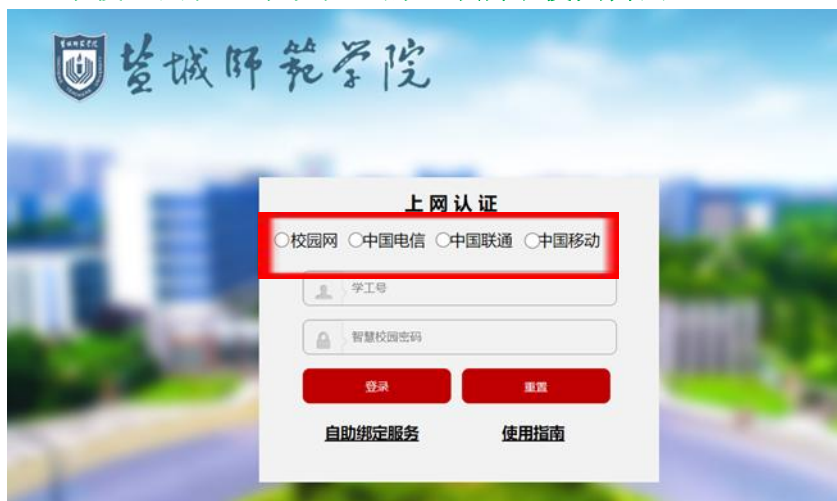 盐城师范学院
上网认证
校园网 中国电信 中国联通 中国移动
学工号
智慧校园密码
登录 重置
自助绑定服务 使用指南